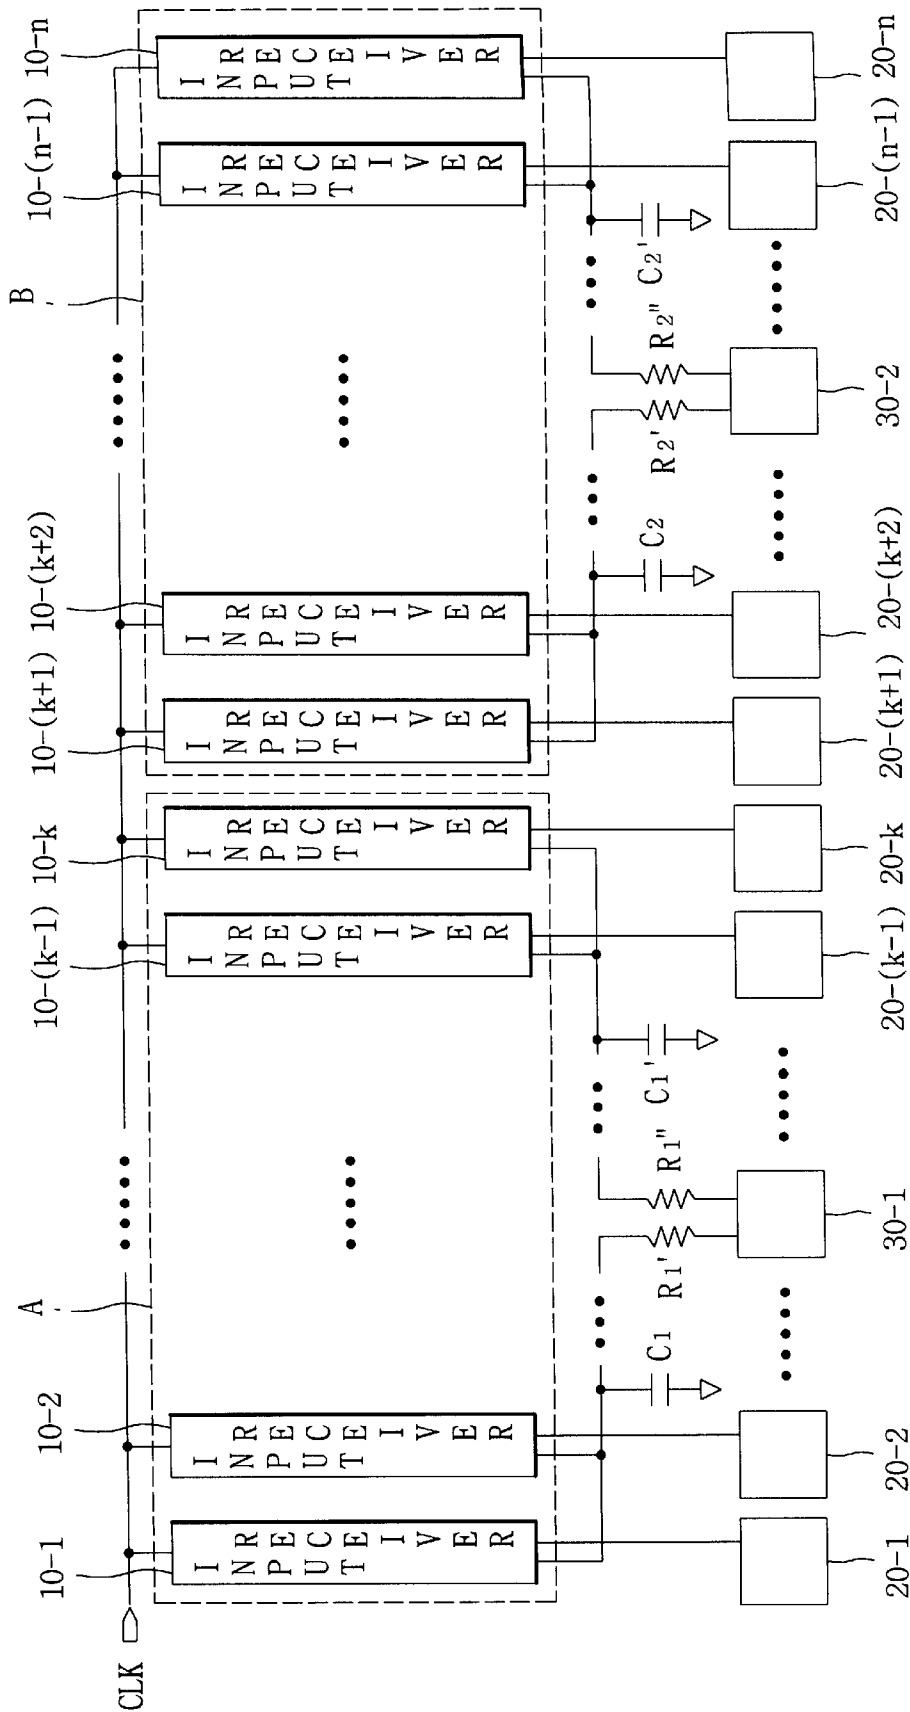 10-1
10-2
A
10-(k-1)
10-k
10-(k+1)
10-(k+2)
B
10-(n-1)
10-n
CLK
INPUT
RECEIVER
INPUT
RECEIVER
INPUT
RECEIVER
INPUT
RECEIVER
INPUT
RECEIVER
INPUT
RECEIVER
INPUT
RECEIVER
INPUT
RECEIVER
C1
R1'
R1"
C1'
C2
R2'
R2"
C2'
20-1
20-2
30-1
20-(k-1)
20-k
20-(k+1)
20-(k+2)
30-2
20-(n-1)
20-n